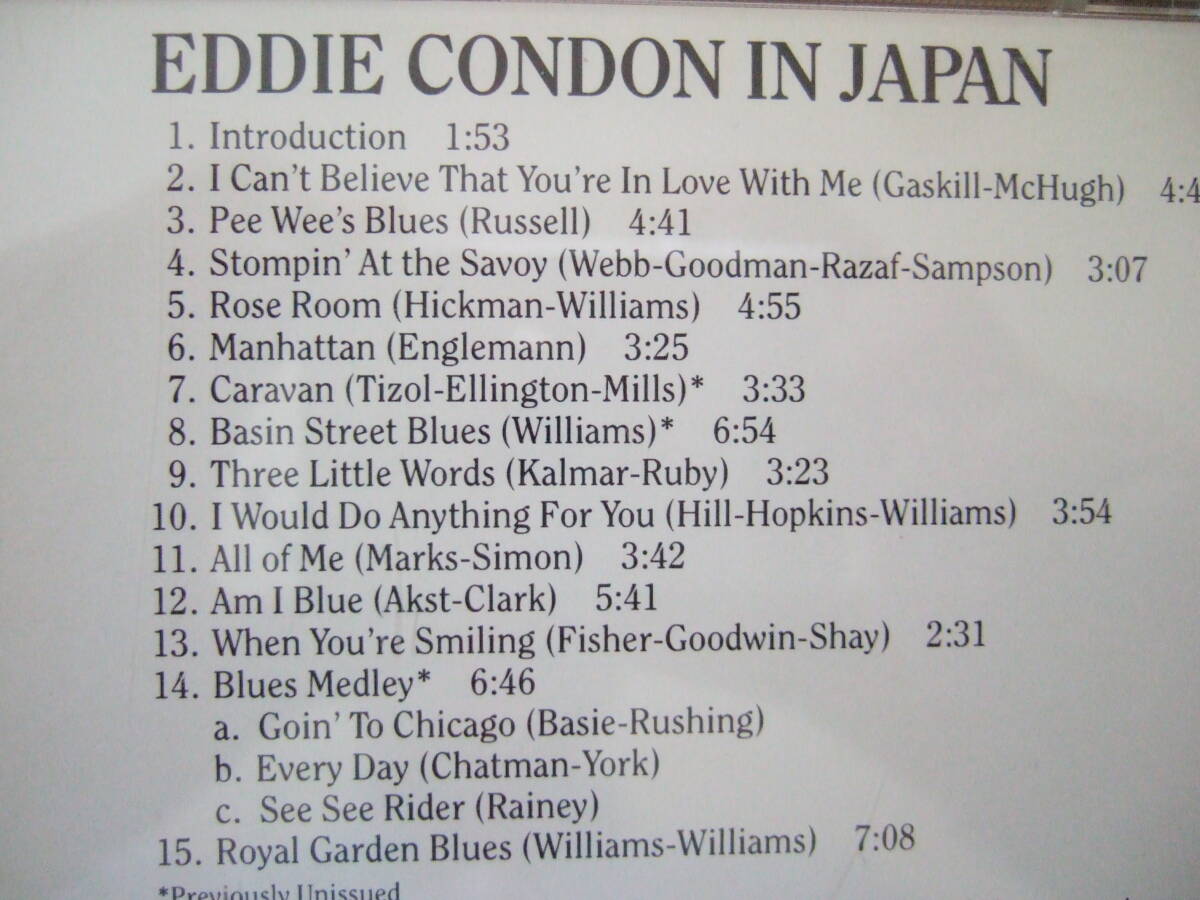 EDDIE CONDON IN JAPAN
1. Introduction 1:53
2. I Can't Believe That You're In Love With Me (Gaskill-McHugh) 4:4
3. Pee Wee's Blues (Russell) 4:41
4. Stompin' At the Savoy (Webb-Goodman-Razaf-Sampson) 3:07
5. Rose Room (Hickman-Williams) 4:55
6. Manhattan (Englemann) 3:25
7. Caravan (Tizol-Ellington-Mills)* 3:33
8. Basin Street Blues (Williams)* 6:54
9. Three Little Words (Kalmar-Ruby) 3:23
10. I Would Do Anything For You (Hill-Hopkins-Williams) 3:54
11. All of Me (Marks-Simon) 3:42
12. Am I Blue (Akst-Clark) 5:41
13. When You're Smiling (Fisher-Goodwin-Shay) 2:31
14. Blues Medley* 6:46
a. Goin' To Chicago (Basie-Rushing)
b. Every Day (Chatman-York)
c. See See Rider (Rainey)
15. Royal Garden Blues (Williams-Williams) 7:08
*Previously Unissued